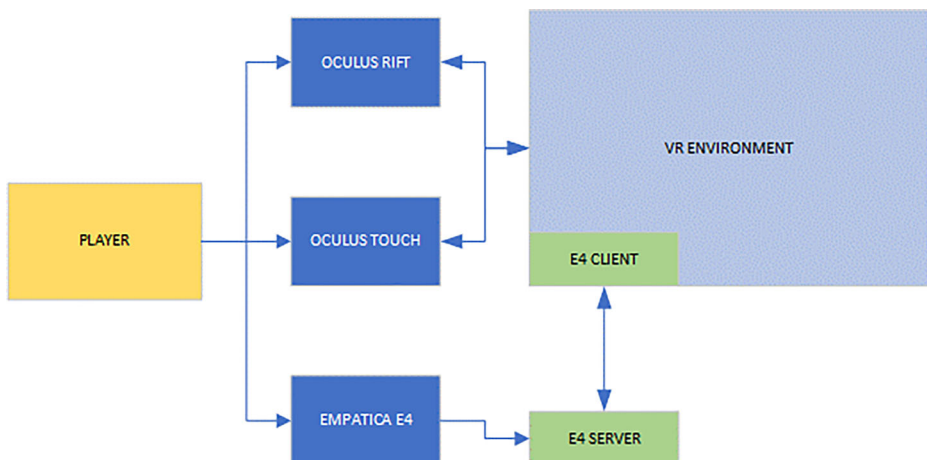 OCULUS RIFT
VR ENVIRONMENT
PLAYER
OCULUS TOUCH
E4 CLIENT
EMPATICA E4
E4 SERVER